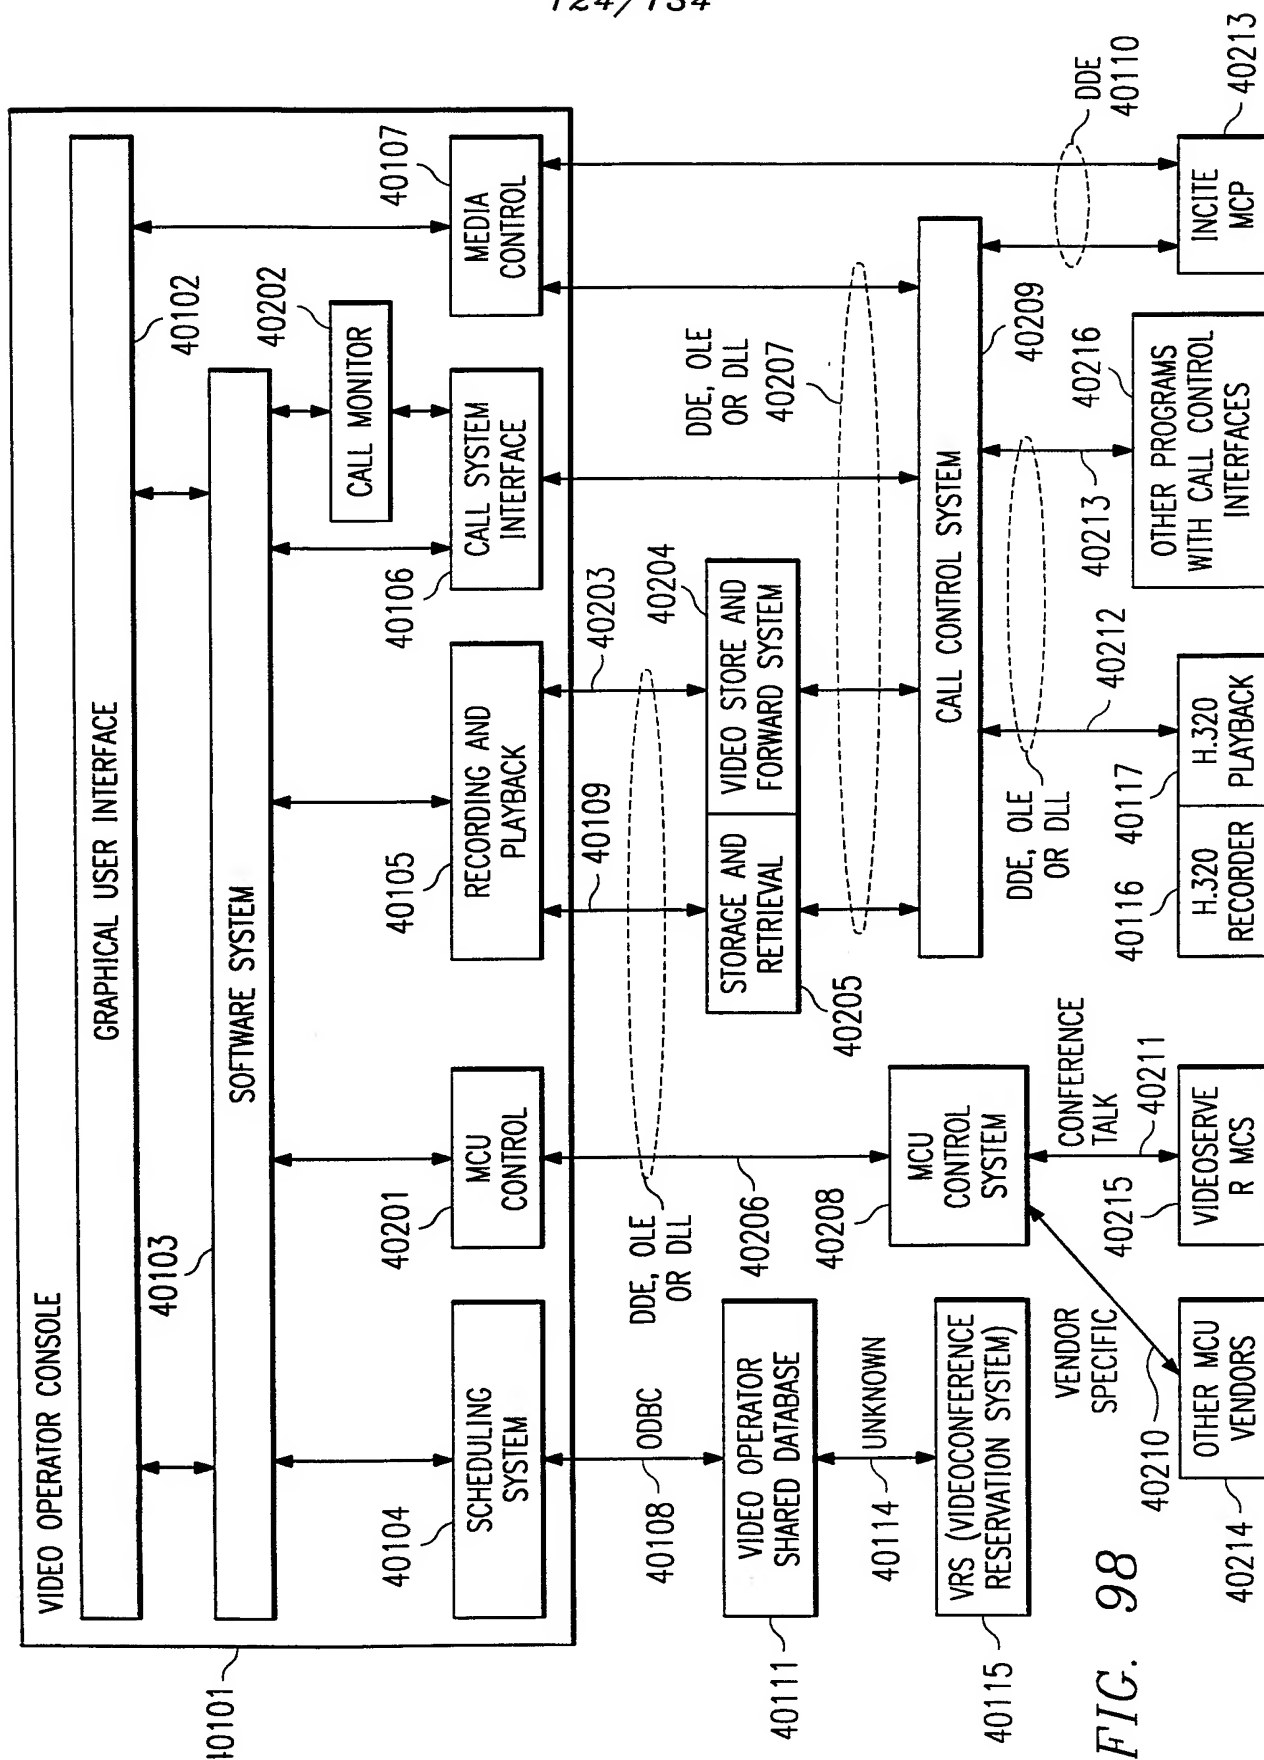 124/154
VIDEO OPERATOR CONSOLE
GRAPHICAL USER INTERFACE
40102
40103
SOFTWARE SYSTEM
40202
CALL MONITOR
40107
40104
SCHEDULING
SYSTEM
40201
MCU
CONTROL
40105
RECORDING AND
PLAYBACK
40106
CALL SYSTEM
INTERFACE
MEDIA
CONTROL
40101
40108
ODBC
DDE, OLE
OR DLL
40109
40203
DDE, OLE
OR DLL
40207
40111
VIDEO OPERATOR
SHARED DATABASE
40206
STORAGE AND
RETRIEVAL
40205
VIDEO STORE AND
FORWARD SYSTEM
40204
40114
UNKNOWN
40208
MCU
CONTROL
SYSTEM
CALL CONTROL SYSTEM
40209
40115
VRS (VIDEOCONFERENCE
RESERVATION SYSTEM)
VENDOR
SPECIFIC
40210
CONFERENCE
TALK
40211
DDE, OLE
OR DLL
40212
40213
40216
DDE
40110
40214
OTHER MCU
VENDORS
40215
VIDEOSERVE
R MCS
40116
H.320
RECORDER
40117
H.320
PLAYBACK
OTHER PROGRAMS
WITH CALL CONTROL
INTERFACES
INCITE
MCP
40213
FIG. 98